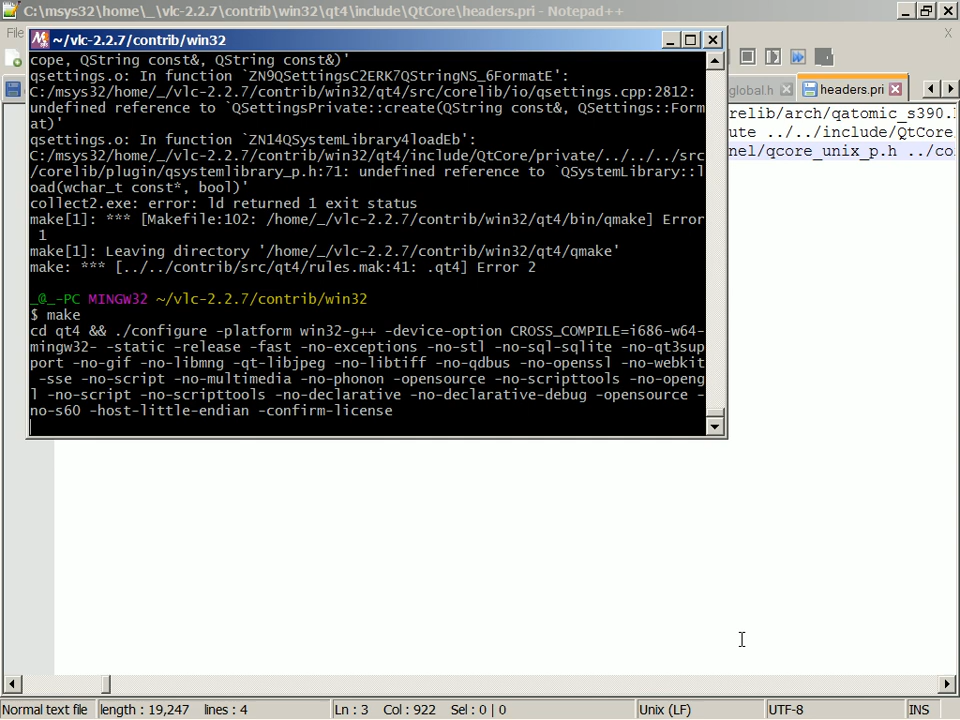 C:\msys32\home\_\vlc-2.2.7\contrib\win32\qt4\include\QtCore\headers.pri - Notepad++
File
X
~/vlc-2.2.7/contrib/win32
cope, QString const&, QString const&)'
qsettings.o: In function `ZN9QSettingsC2ERK7QStringNS_6FormatE':
C:/msys32/home/_/vlc-2.2.7/contrib/win32/qt4/src/corelib/io/qsettings.cpp:2812:
undefined reference to `QSettingsPrivate::create(QString const&, QSettings::Form
at)'
qsettings.o: In function `ZN14QSystemLibrary4loadEb':
C:/msys32/home/_/vlc-2.2.7/contrib/win32/qt4/include/QtCore/private/../../../src
/corelib/plugin/qsystemlibrary_p.h:71: undefined reference to `QSystemLibrary::l
oad(wchar_t const*, bool)'
collect2.exe: error: ld returned 1 exit status
make[1]: *** [Makefile:102: /home/_/vlc-2.2.7/contrib/win32/qt4/bin/qmake] Error
1
make[1]: Leaving directory '/home/_/vlc-2.2.7/contrib/win32/qt4/qmake'
make: *** [../../contrib/src/qt4/rules.mak:41: .qt4] Error 2
_@_-PC MINGW32 ~/vlc-2.2.7/contrib/win32
$ make
cd qt4 && ./configure -platform win32-g++ -device-option CROSS_COMPILE=i686-w64-
mingw32- -static -release -fast -no-exceptions -no-stl -no-sql-sqlite -no-qt3sup
port -no-gif -no-libmng -qt-libjpeg -no-libtiff -no-qdbus -no-openssl -no-webkit
-sse -no-script -no-multimedia -no-phonon -opensource -no-scripttools -no-openg
l -no-script -no-scripttools -no-declarative -no-declarative-debug -opensource -
no-s60 -host-little-endian -confirm-license
global.h
headers.pri
relib/arch/qatomic_s390.
ute ../../include/QtCore
nel/qcore_unix_p.h ../co
Normal text file
length : 19,247
lines : 4
Ln : 3
Col : 922
Sel : 0 | 0
Unix (LF)
UTF-8
INS